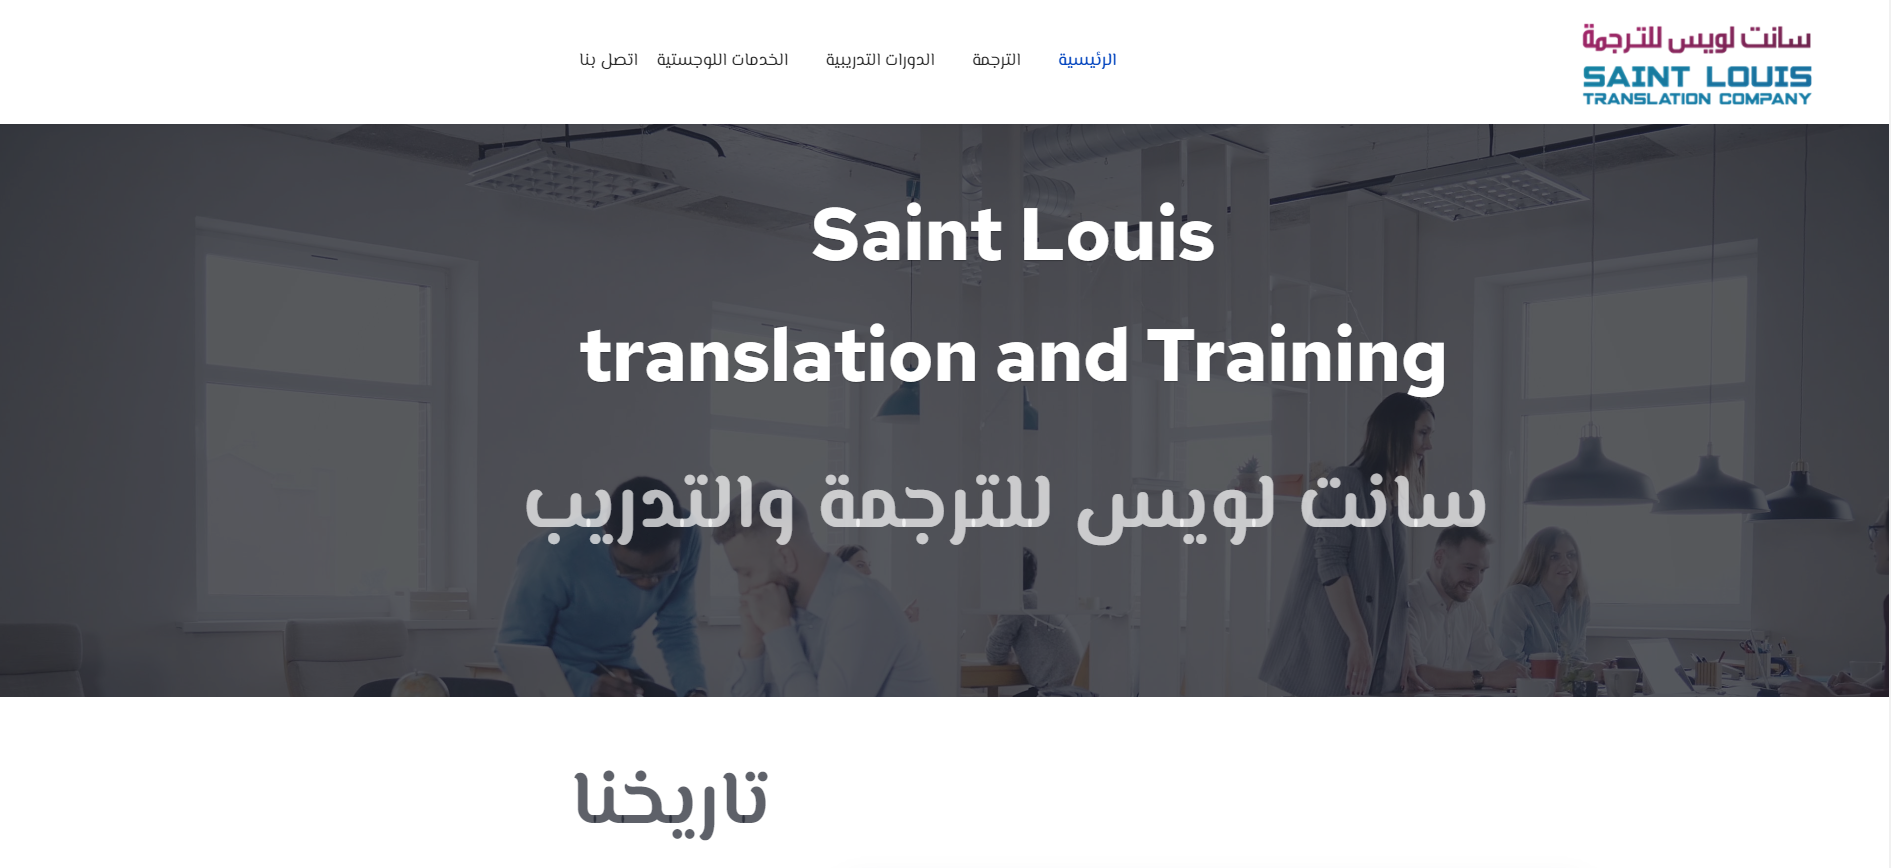 سانت لويس للترجمة
SAINT LOUIS
TRANSLATION COMPANY
الرئيسية الترجمة الدورات التدريبية الخدمات اللوجستية اتصل بنا
Saint Louis
translation and Training
سانت لويس للترجمة والتدريب
تاريخنا